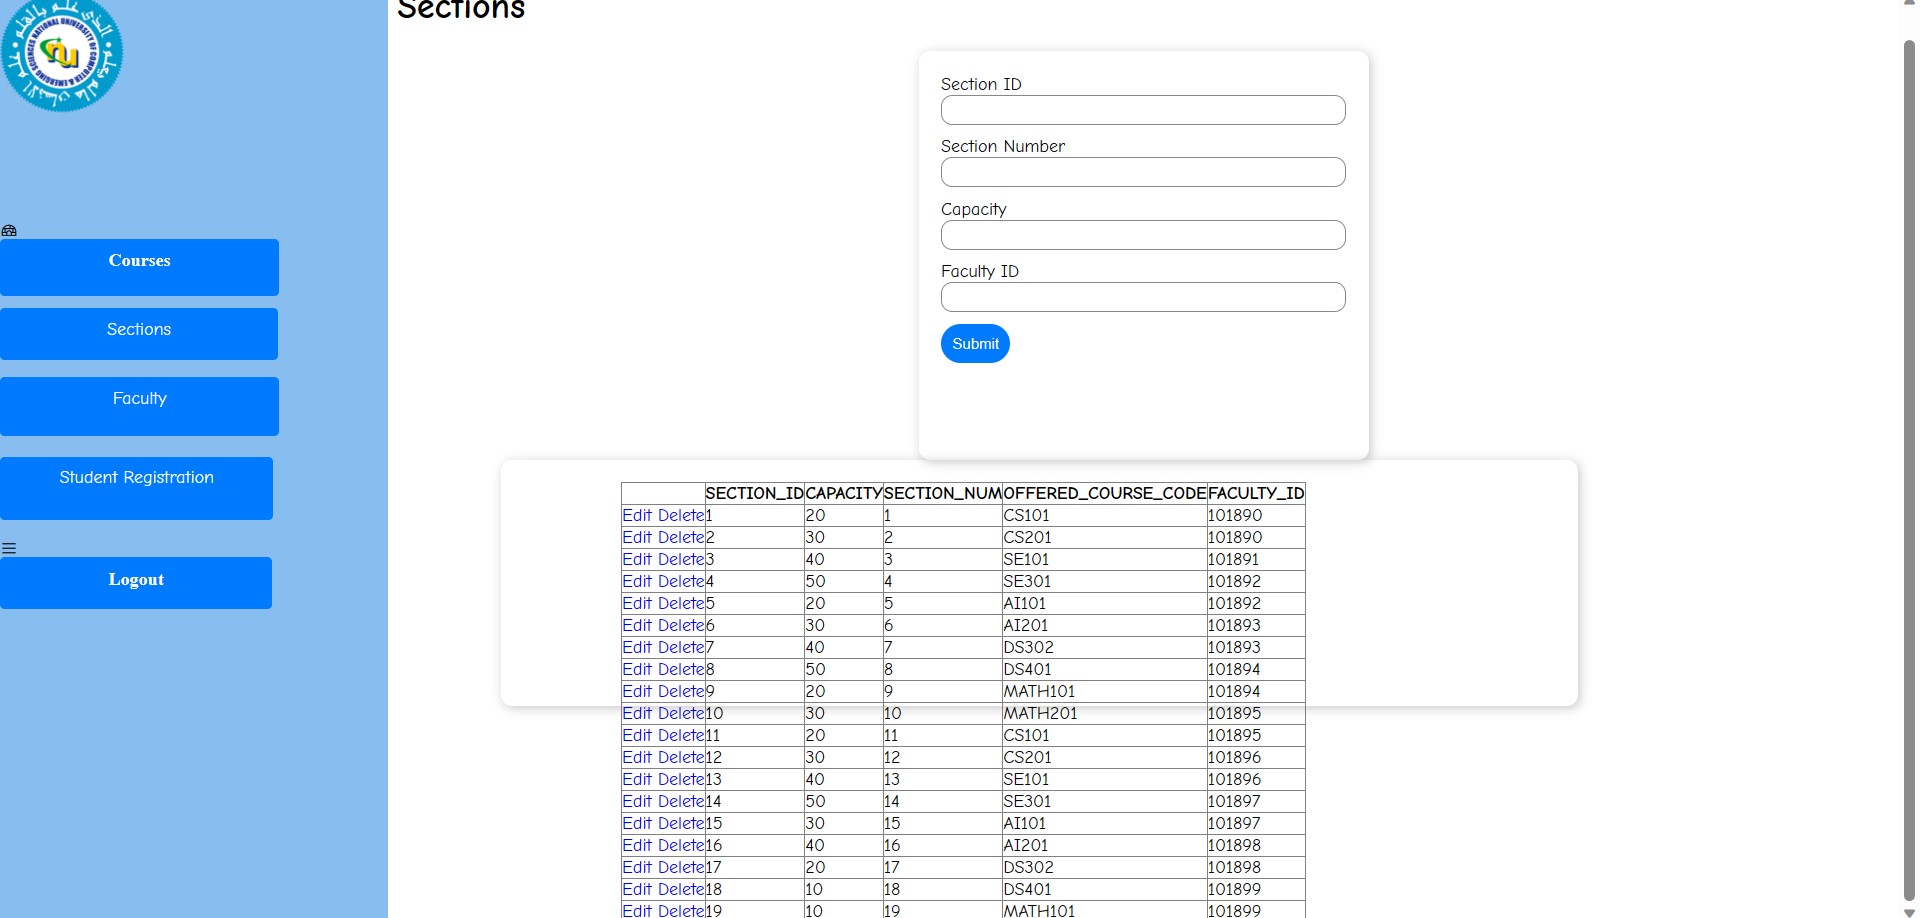 NATIONAL UNIVERSITY OF COMPUTER & EMERGING SCIENCES
nu
Sections
Courses
Sections
Faculty
Student Registration
Logout
Section ID
Section Number
Capacity
Faculty ID
Submit
SECTION_ID CAPACITY SECTION_NUM OFFERED_COURSE_CODE FACULTY_ID
Edit Delete 1 20 1 CS101 101890
Edit Delete 2 30 2 CS201 101890
Edit Delete 3 40 3 SE101 101891
Edit Delete 4 50 4 SE301 101892
Edit Delete 5 20 5 AI101 101892
Edit Delete 6 30 6 AI201 101893
Edit Delete 7 40 7 DS302 101893
Edit Delete 8 50 8 DS401 101894
Edit Delete 9 20 9 MATH101 101894
Edit Delete 10 30 10 MATH201 101895
Edit Delete 11 20 11 CS101 101895
Edit Delete 12 30 12 CS201 101896
Edit Delete 13 40 13 SE101 101896
Edit Delete 14 50 14 SE301 101897
Edit Delete 15 30 15 AI101 101897
Edit Delete 16 40 16 AI201 101898
Edit Delete 17 20 17 DS302 101898
Edit Delete 18 10 18 DS401 101899
Edit Delete 19 10 19 MATH101 101899